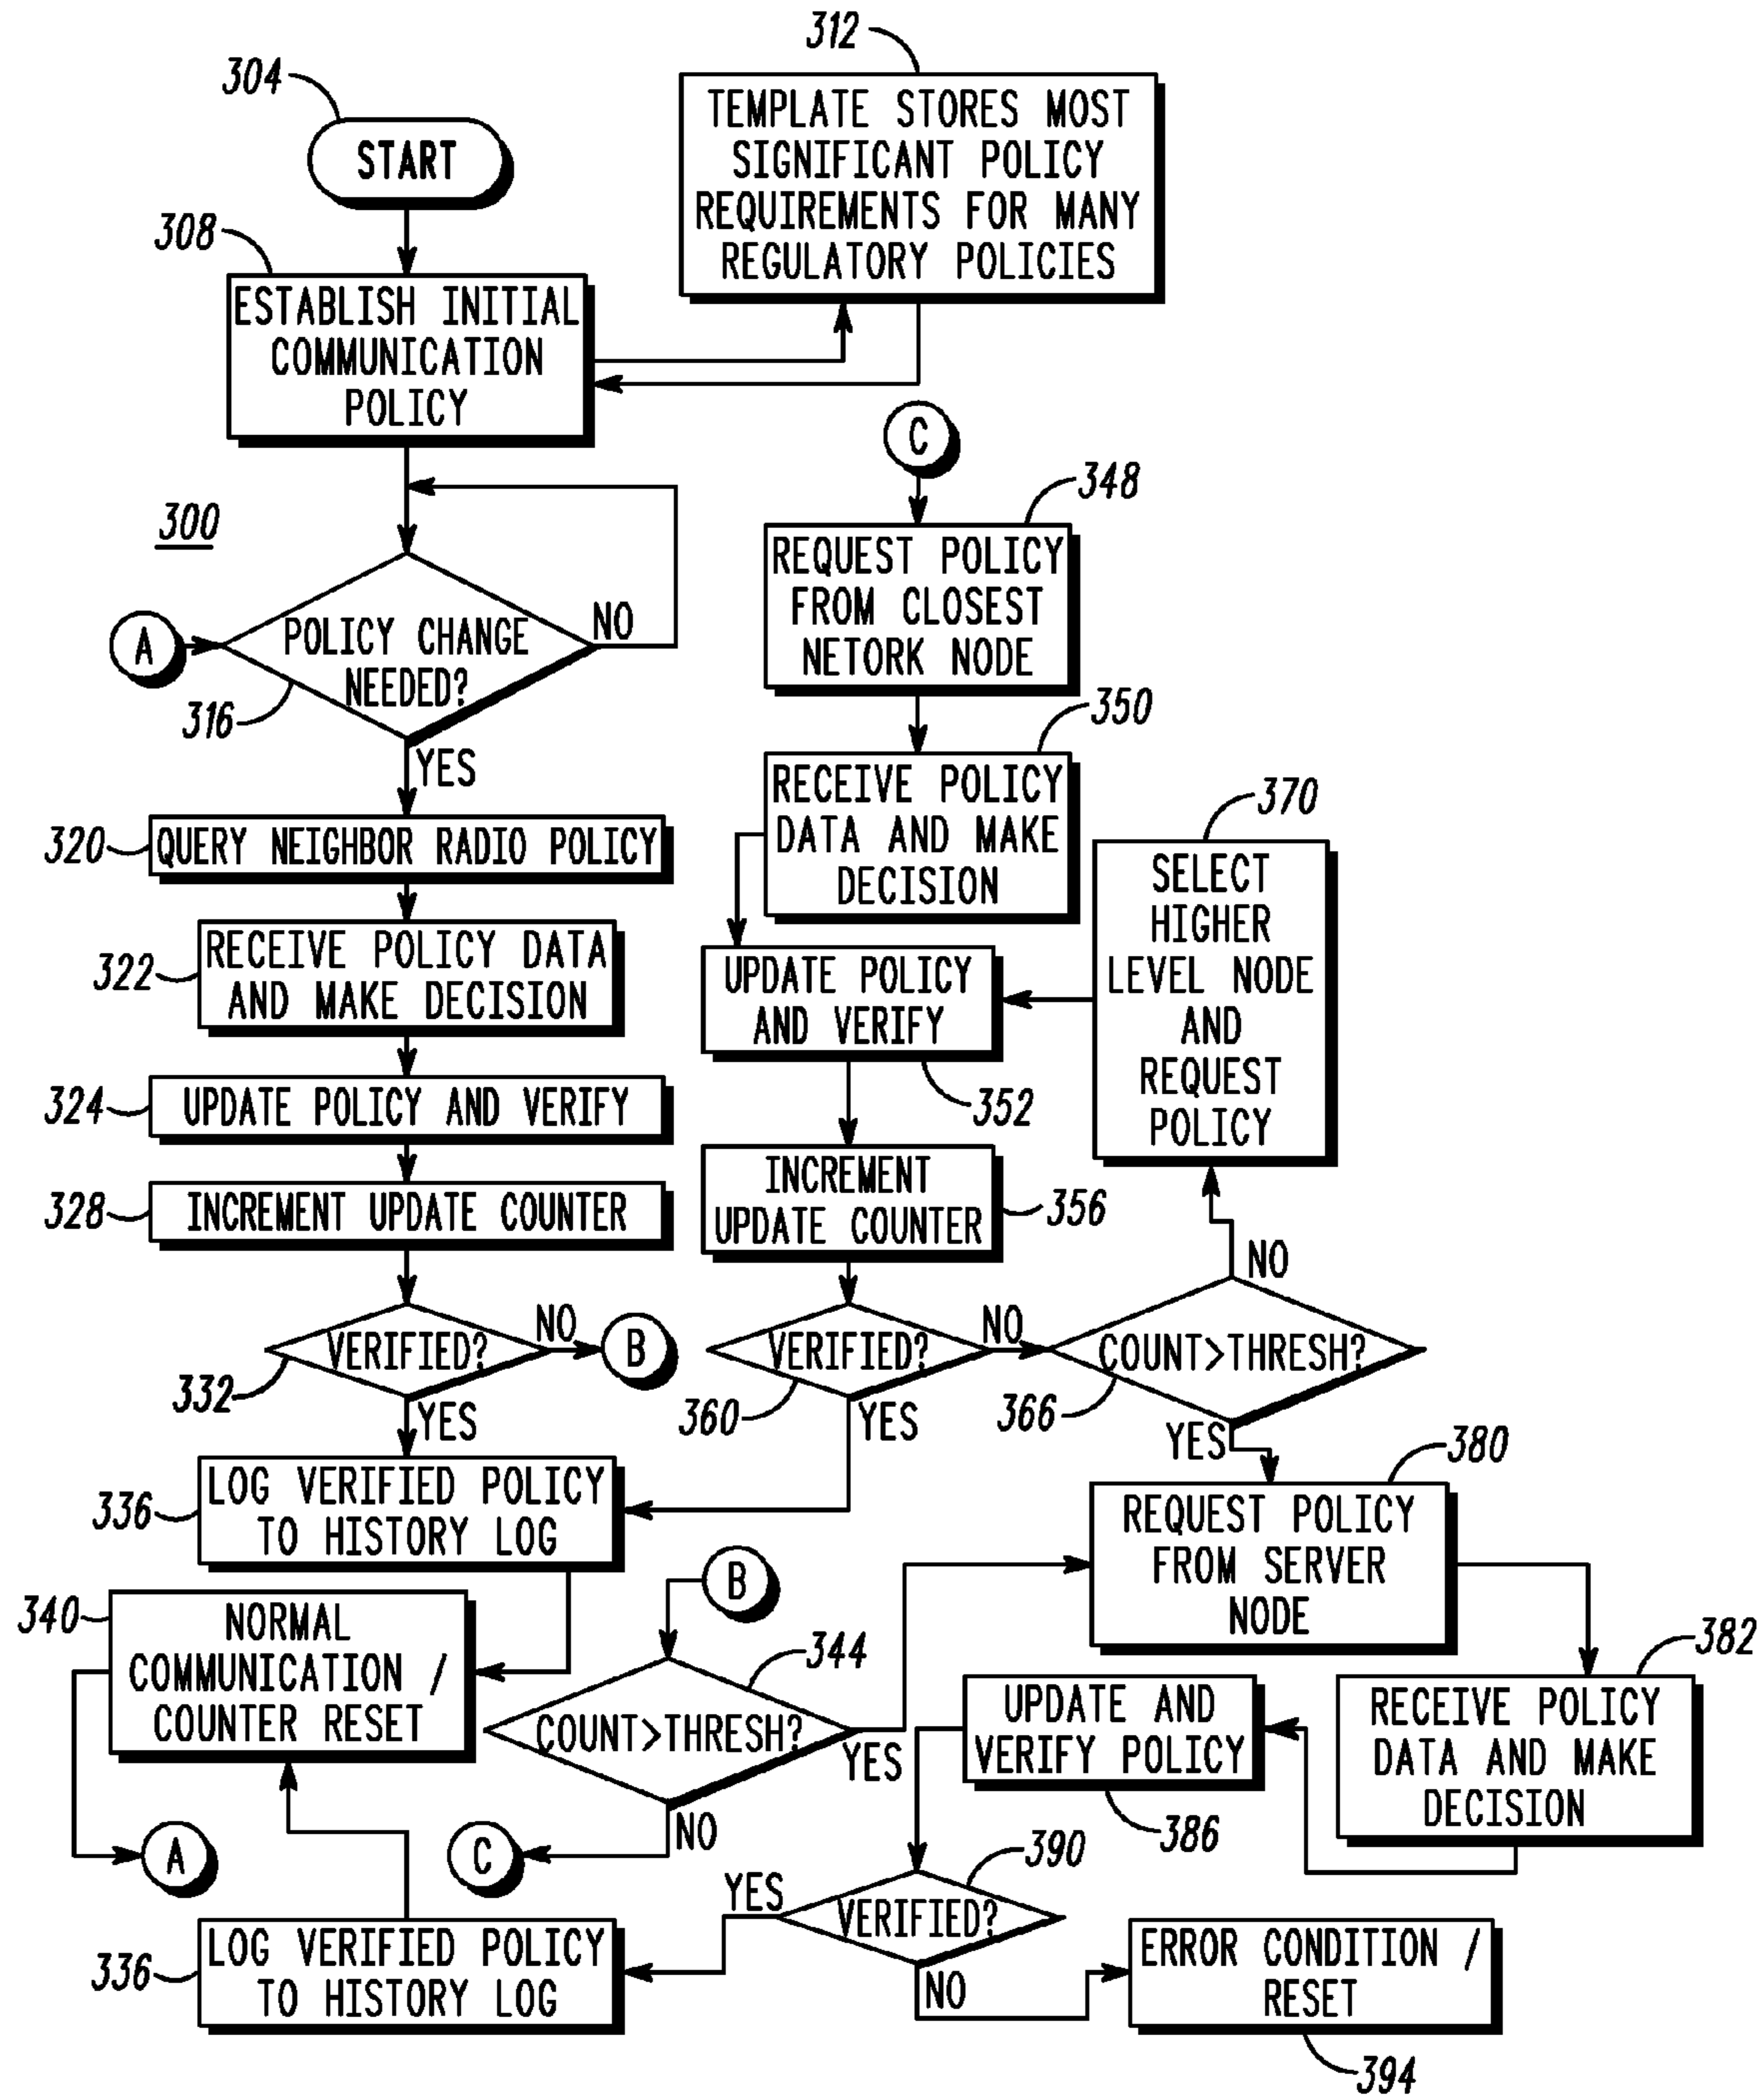 312
304
TEMPLATE STORES MOST
SIGNIFICANT POLICY
REQUIREMENTS FOR MANY
REGULATORY POLICIES
START
308
ESTABLISH INITIAL
COMMUNICATION
POLICY
C
348
300
REQUEST POLICY
FROM CLOSEST
NETORK NODE
A
POLICY CHANGE
NEEDED?
NO
316
YES
350
RECEIVE POLICY
DATA AND MAKE
DECISION
370
320
QUERY NEIGHBOR RADIO POLICY
SELECT
HIGHER
LEVEL NODE
AND
REQUEST
POLICY
322
RECEIVE POLICY DATA
AND MAKE DECISION
UPDATE POLICY
AND VERIFY
352
324
UPDATE POLICY AND VERIFY
328
INCREMENT UPDATE COUNTER
INCREMENT
UPDATE COUNTER
356
NO
VERIFIED?
NO
B
332
YES
VERIFIED?
NO
360
YES
COUNT>THRESH?
366
YES
380
336
LOG VERIFIED POLICY
TO HISTORY LOG
REQUEST POLICY
FROM SERVER
NODE
B
340
NORMAL
COMMUNICATION /
COUNTER RESET
344
COUNT>THRESH?
YES
NO
382
UPDATE AND
VERIFY POLICY
386
RECEIVE POLICY
DATA AND MAKE
DECISION
A
C
390
YES
VERIFIED?
NO
336
LOG VERIFIED POLICY
TO HISTORY LOG
ERROR CONDITION /
RESET
394